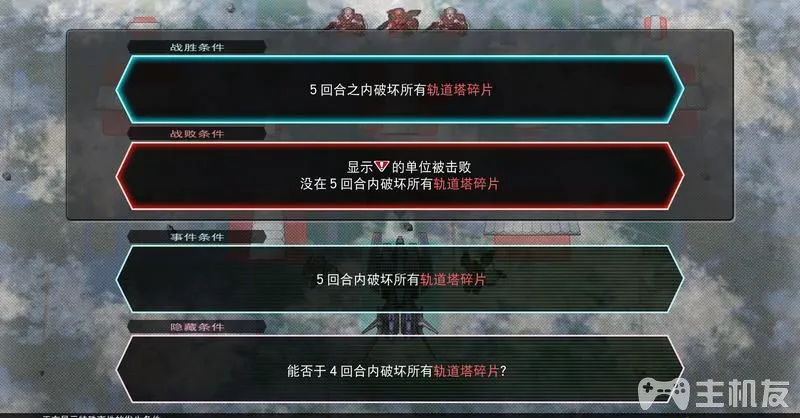 战胜条件
5回合之内破坏所有轨道塔碎片
战败条件
显示 的单位被击败
没在5回合内破坏所有轨道塔碎片
事件条件
5回合内破坏所有轨道塔碎片
隐藏条件
能否于4回合内破坏所有轨道塔碎片?
主机友